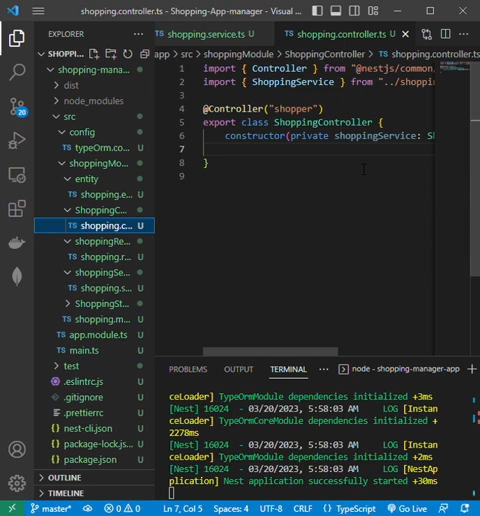 shopping.controller.ts - Shopping-App-manager - Visual ...
EXPLORER
SHOPPI...
shopping-man...
dist
node_modules
src
config
typeOrm.co...
shoppingMo...
entity
shopping.e... U
ShoppingC...
shopping.c... U
shoppingRe...
shopping.r... U
shoppingSe...
shopping.s... U
ShoppingSt...
shopping.m... U
app.module.ts U
main.ts U
test
.eslintrc.js U
.gitignore U
.prettierrc U
nest-cli.json U
package-lock.js... U
package.json U
OUTLINE
TIMELINE
20
shopping.service.ts U
TS shopping.controller.ts U
app > src > shoppingModule > ShoppingController > TS shopping.controller.ts
1 import { Controller } from "@nestjs/common
2 import { ShoppingService } from "../shoppin
3
4 @Controller("shopper")
5 export class ShoppingController {
6 constructor(private shoppingService: Sh
7
8 }
9
PROBLEMS OUTPUT TERMINAL ... node - shopping-manager-app
ceLoader] TypeOrmModule dependencies initialized +3ms
[Nest] 16024 - 03/20/2023, 5:58:03 AM LOG [Instan
ceLoader] TypeOrmCoreModule dependencies initialized +
2278ms
[Nest] 16024 - 03/20/2023, 5:58:03 AM LOG [Instan
ceLoader] TypeOrmModule dependencies initialized +2ms
[Nest] 16024 - 03/20/2023, 5:58:03 AM LOG [NestAp
plication] Nest application successfully started +30ms
master* 0 0 Ln 7, Col 5 Spaces: 4 UTF-8 CRLF {} TypeScript Go Live